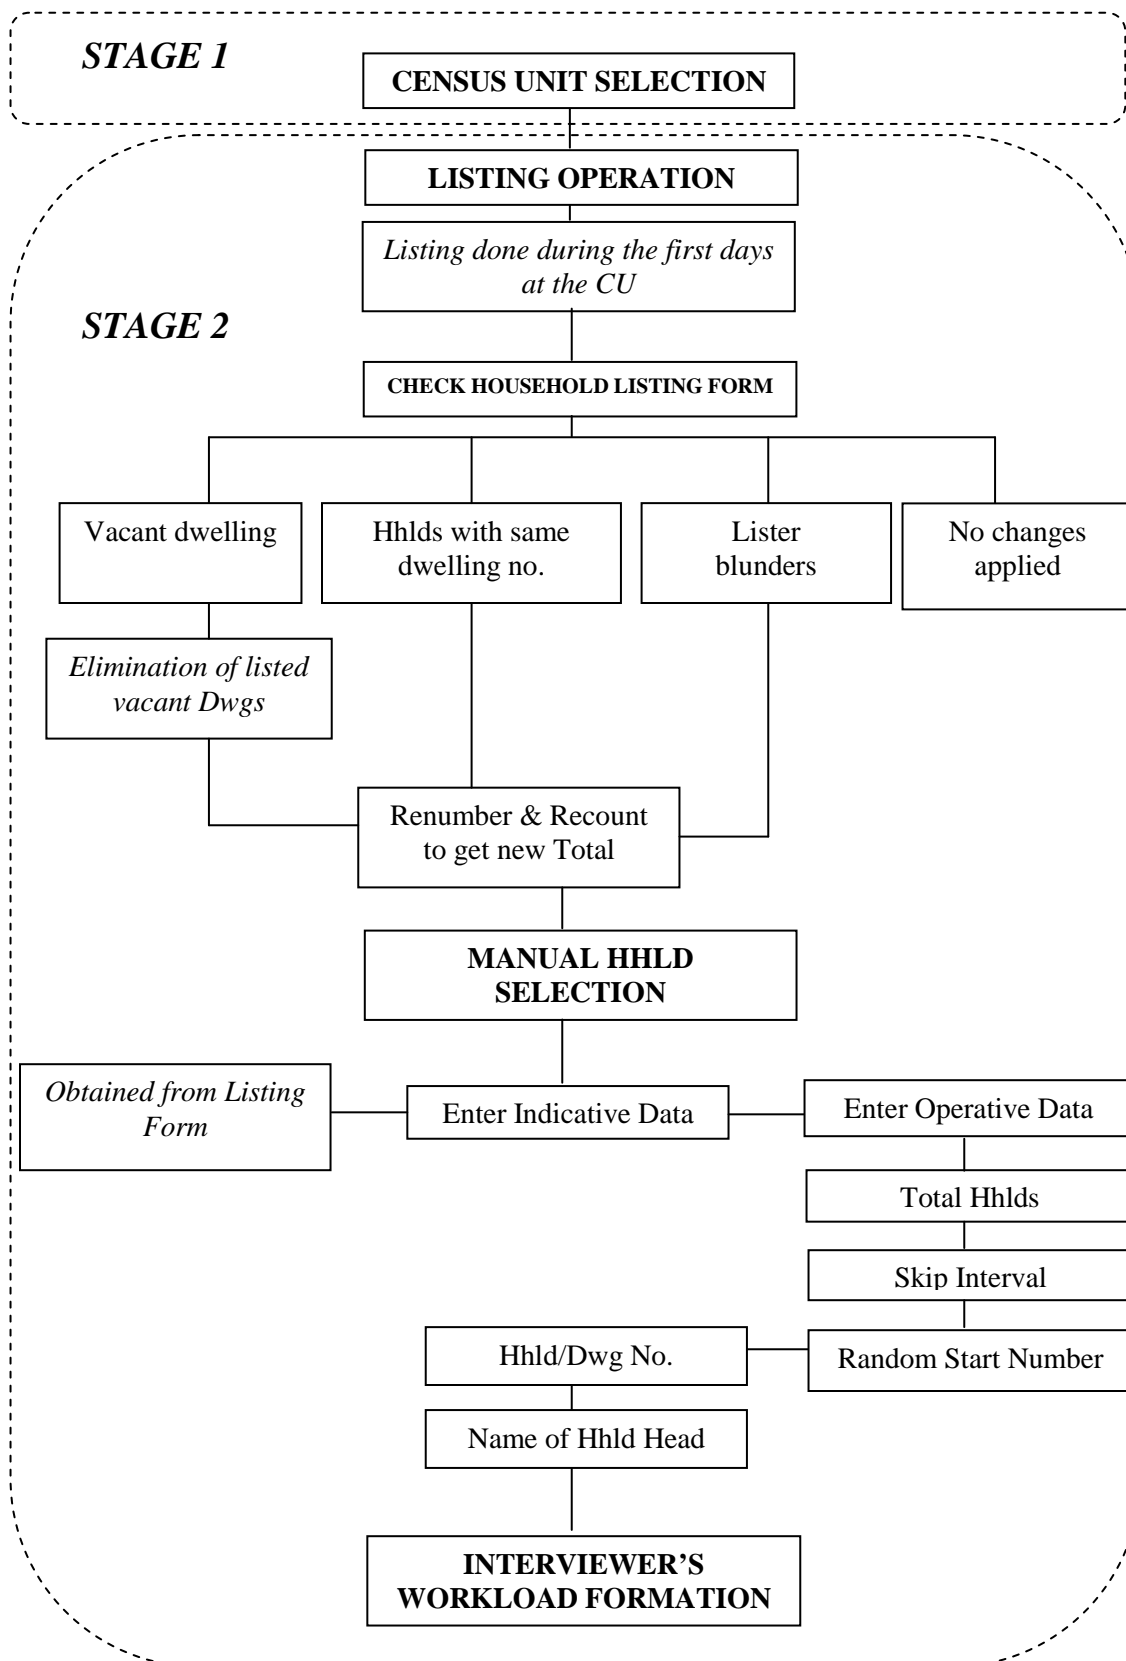 STAGE 1
CENSUS UNIT SELECTION
LISTING OPERATION
Listing done during the first days
at the CU
STAGE 2
CHECK HOUSEHOLD LISTING FORM
Vacant dwelling
Hhlds with same
dwelling no.
Lister
blunders
No changes
applied
Elimination of listed
vacant Dwgs
Renumber & Recount
to get new Total
MANUAL HHLD
SELECTION
Obtained from Listing
Form
Enter Indicative Data
Enter Operative Data
Total Hhlds
Skip Interval
Hhld/Dwg No.
Random Start Number
Name of Hhld Head
INTERVIEWER'S
WORKLOAD FORMATION